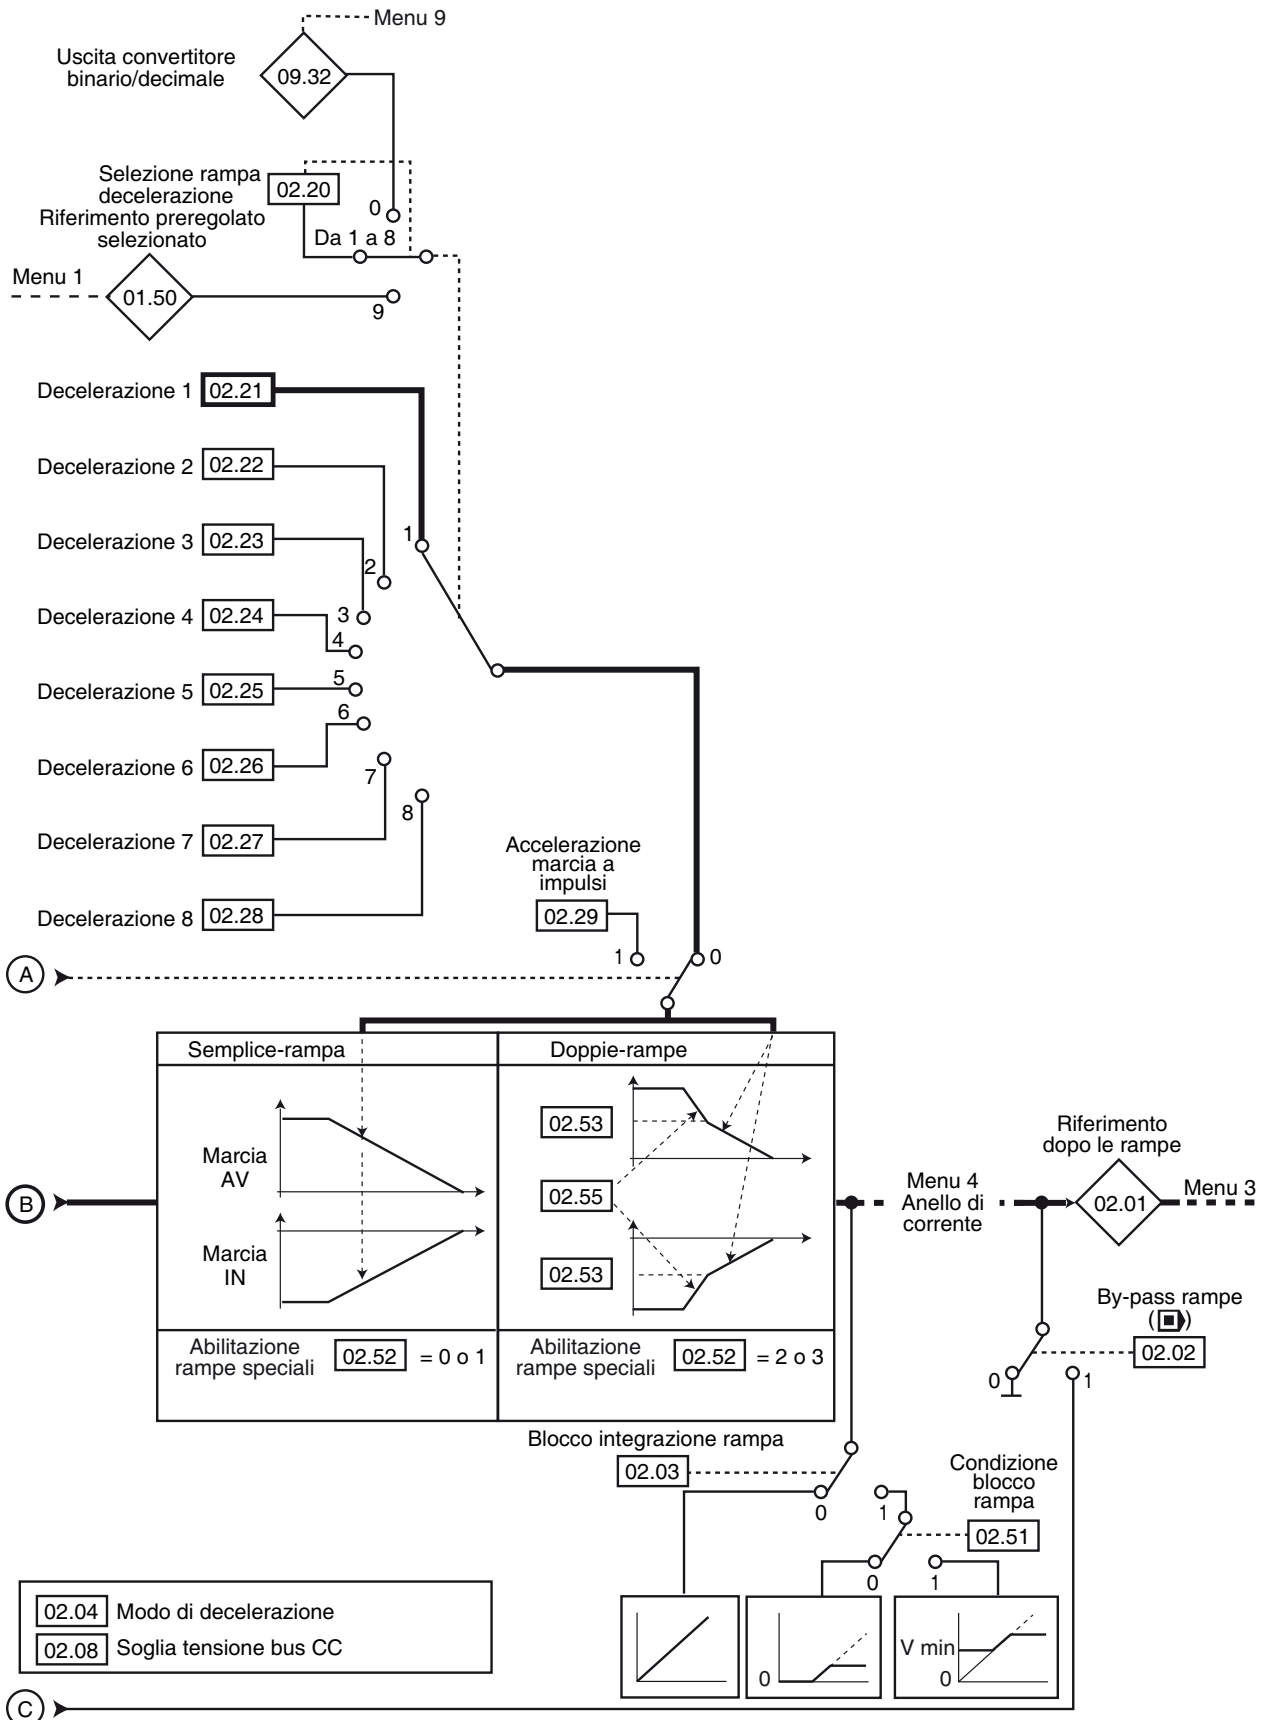 Menu 9
Uscita convertitore
binario/decimale
09.32
Selezione rampa
decelerazione
02.20
0
Riferimento preregolato
selezionato
Da 1 a 8
Menu 1
01.50
9
Decelerazione 1 02.21
Decelerazione 2 02.22
Decelerazione 3 02.23
1
2
Decelerazione 4 02.24
3
4
Decelerazione 5 02.25
5
6
Decelerazione 6 02.26
7
8
Decelerazione 7 02.27
Decelerazione 8 02.28
Accelerazione
marcia a
impulsi
02.29
1
0
A
Semplice-rampa
Doppie-rampe
Marcia
AV
Marcia
IN
02.53
02.55
02.53
B
Menu 4
Anello di
corrente
Riferimento
dopo le rampe
02.01
Menu 3
By-pass rampe
( )
02.02
0
1
Abilitazione
rampe speciali
02.52 = 0 o 1
Abilitazione
rampe speciali
02.52 = 2 o 3
Blocco integrazione rampa
02.03
0
1
Condizione
blocco
rampa
02.51
0
1
0
V min
0
02.04 Modo di decelerazione
02.08 Soglia tensione bus CC
C